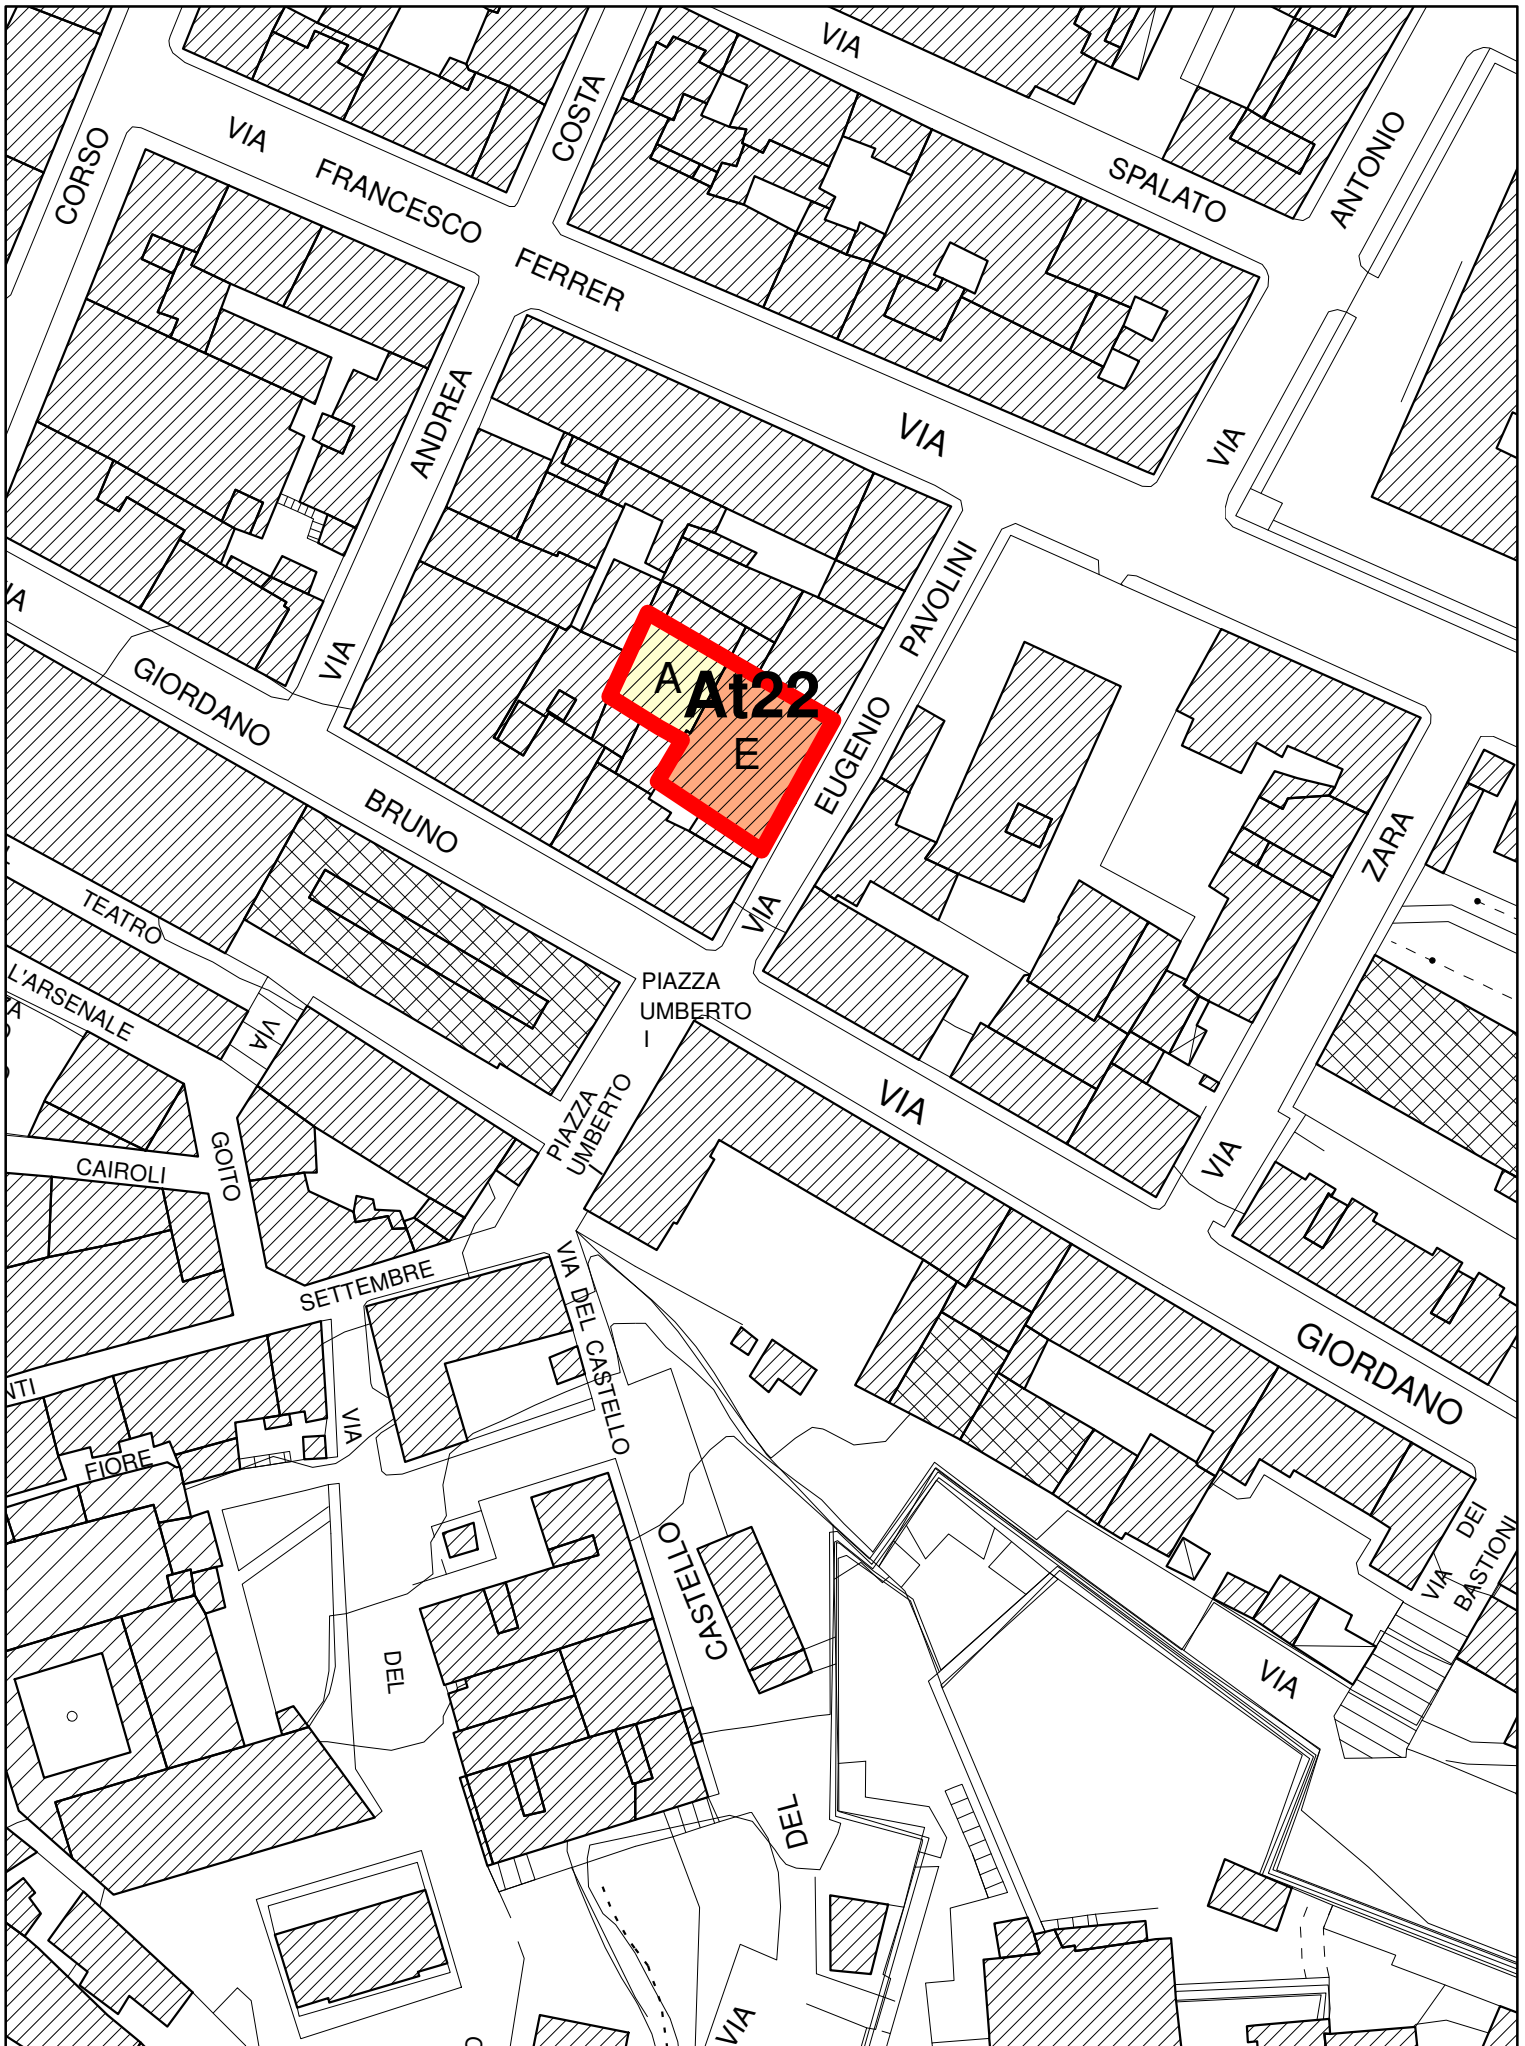 VIA
COSTA
VIA
FRANCESCO
CORSO
SPALATO
ANTONIO
FERRER
ANDREA
VIA
VIA
PAVOLINI
VIA
GIORDANO
A
At22
E
EUGENIO
BRUNO
ZARA
TEATRO
VIA
L'ARSENALE
VIA
PIAZZA
UMBERTO
I
PIAZZA
UMBERTO
I
VIA
VIA
GOITO
CAIROLI
SETTEMBRE
VIA DEL CASTELLO
GIORDANO
NTI
VIA
FIORE
CASTELLO
VIA DEI
BASTIONI
DEL
VIA
DEL
VIA